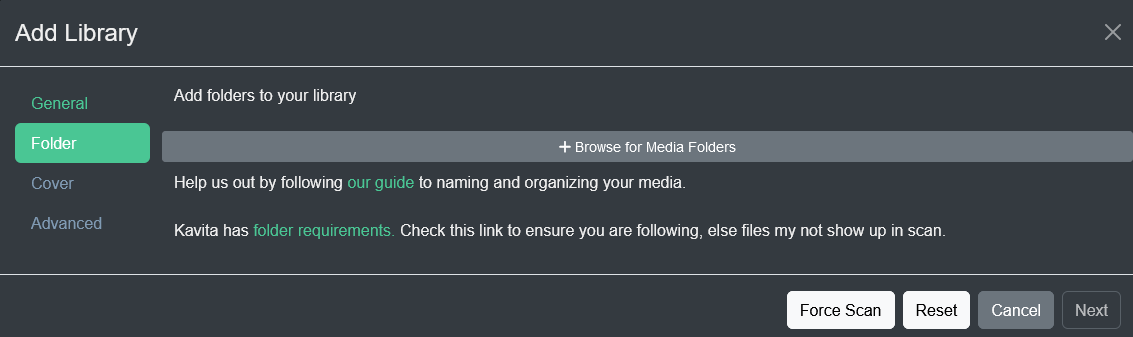 Add Library
General
Folder
Cover
Advanced
Add folders to your library
Browse for Media Folders
Help us out by following our guide to naming and organizing your media.
Kavita has folder requirements. Check this link to ensure you are following, else files my not show up in scan.
Force Scan
Reset
Cancel
Next